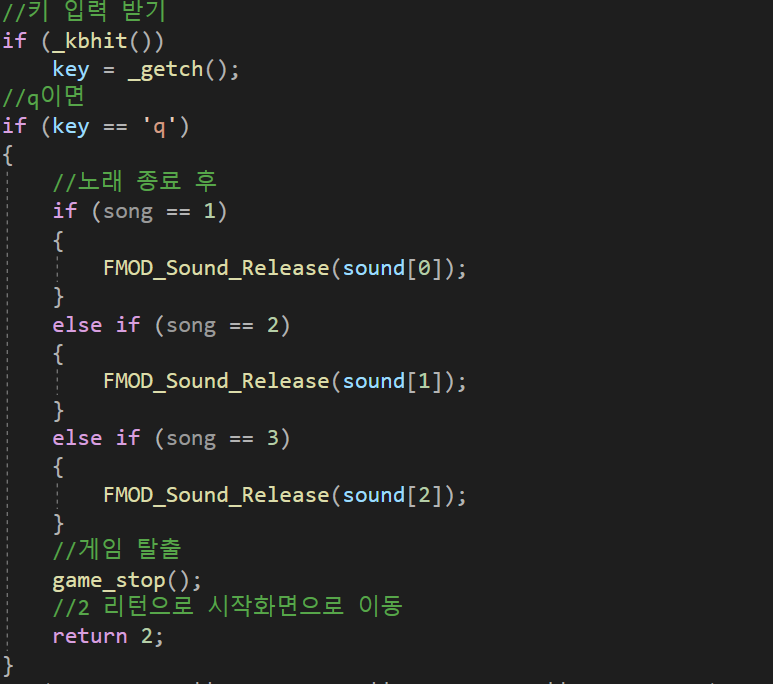 //키 입력 받기
if (_kbhit())
    key = _getch();
//q이면
if (key == 'q')
{
    //노래 종료 후
    if (song == 1)
    {
        FMOD_Sound_Release(sound[0]);
    }
    else if (song == 2)
    {
        FMOD_Sound_Release(sound[1]);
    }
    else if (song == 3)
    {
        FMOD_Sound_Release(sound[2]);
    }
    //게임 탈출
    game_stop();
    //2 리턴으로 시작화면으로 이동
    return 2;
}